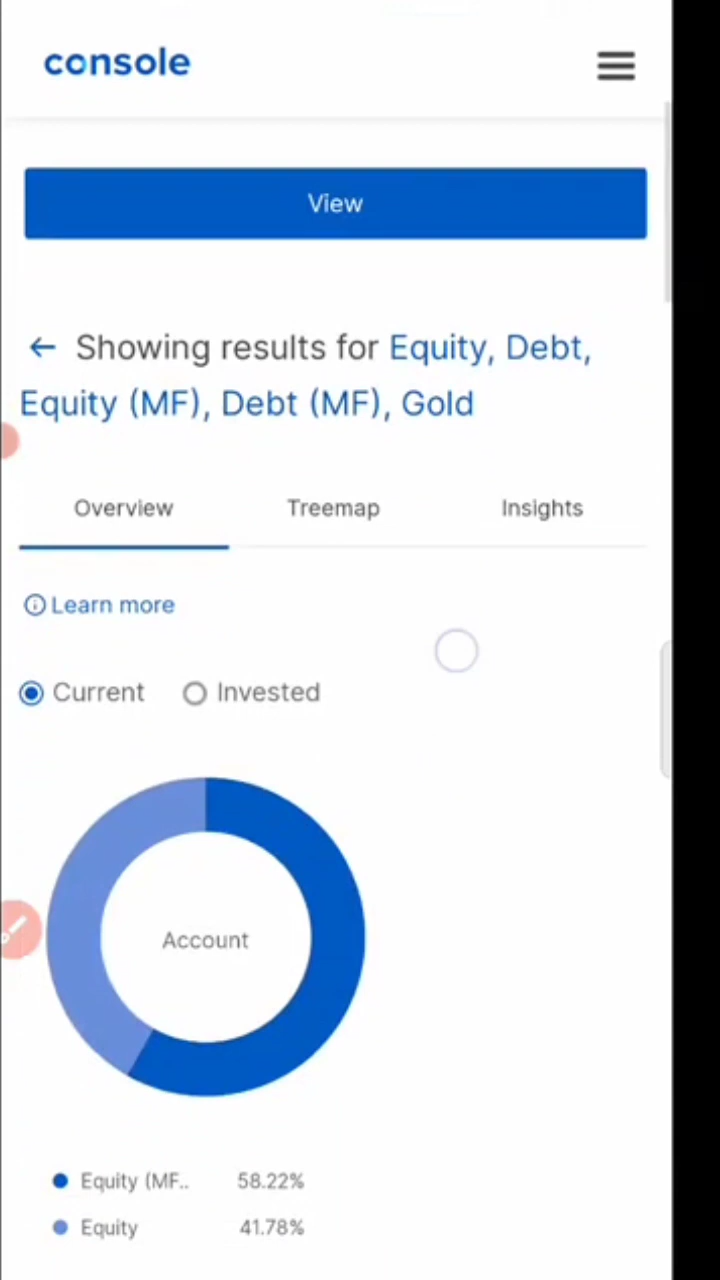 console
View
← Showing results for Equity, Debt,
Equity (MF), Debt (MF), Gold
Overview Treemap Insights
Learn more
Current Invested
Account
Equity (MF.. 58.22%
Equity 41.78%